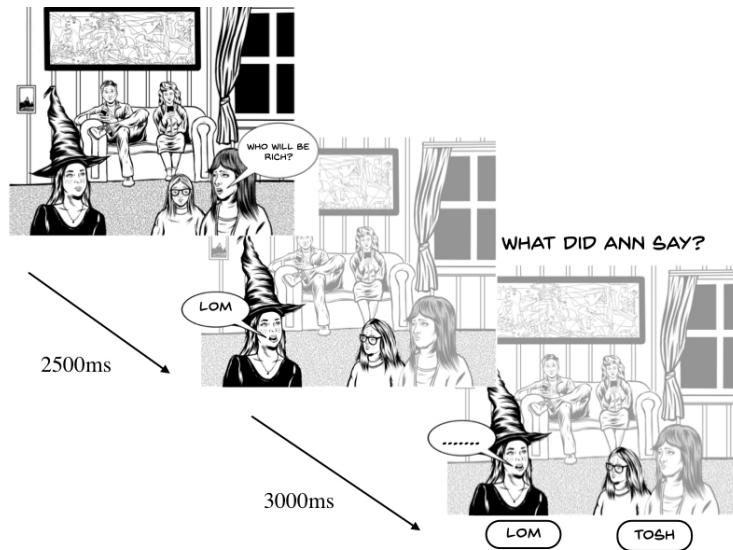 WHO WILL BE
RICH?
LOM
2500ms
WHAT DID ANN SAY?
.......
3000ms
LOM
TOSH